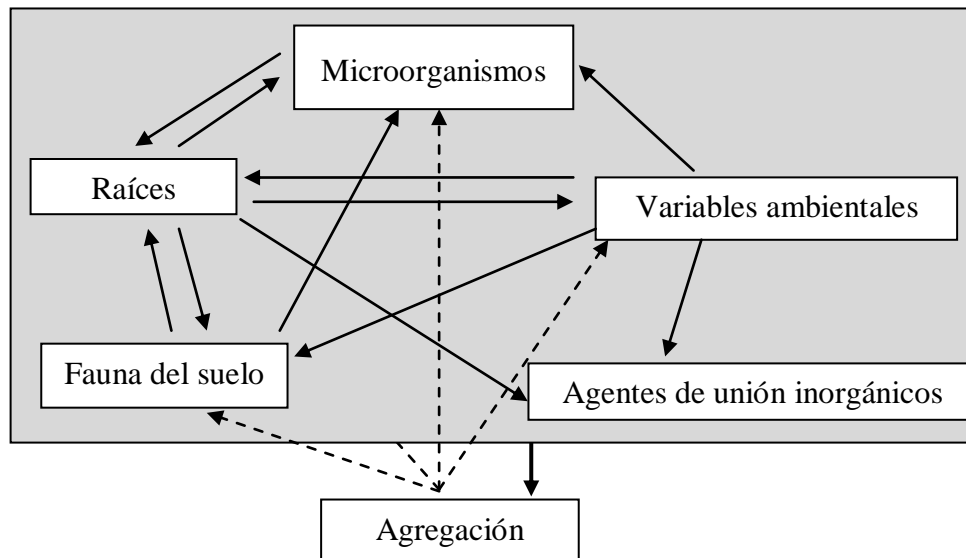 Microorganismos
Raíces
Variables ambientales
Fauna del suelo
Agentes de unión inorgánicos
Agregación